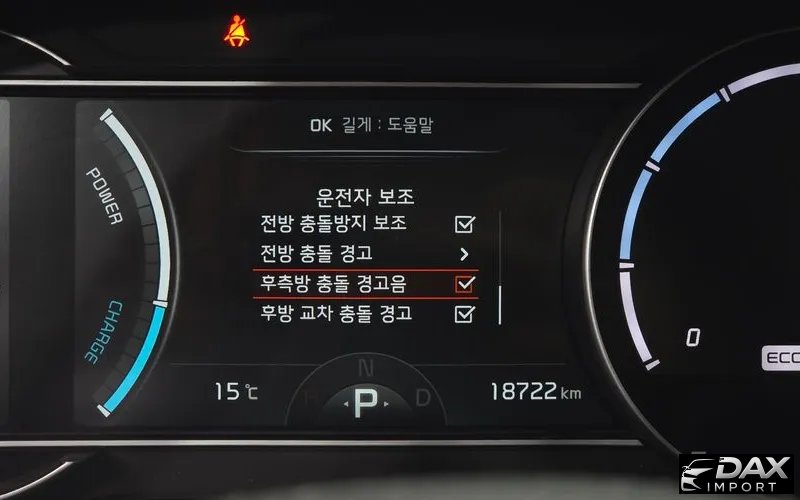 OK 길게 : 도움말
운전자 보조
전방 충돌방지 보조
전방 충돌 경고
후측방 충돌 경고음
후방 교차 충돌 경고
POWER
CHARGE
0
ECO
N
15℃
R P D
18722 km
DAX
IMPORT